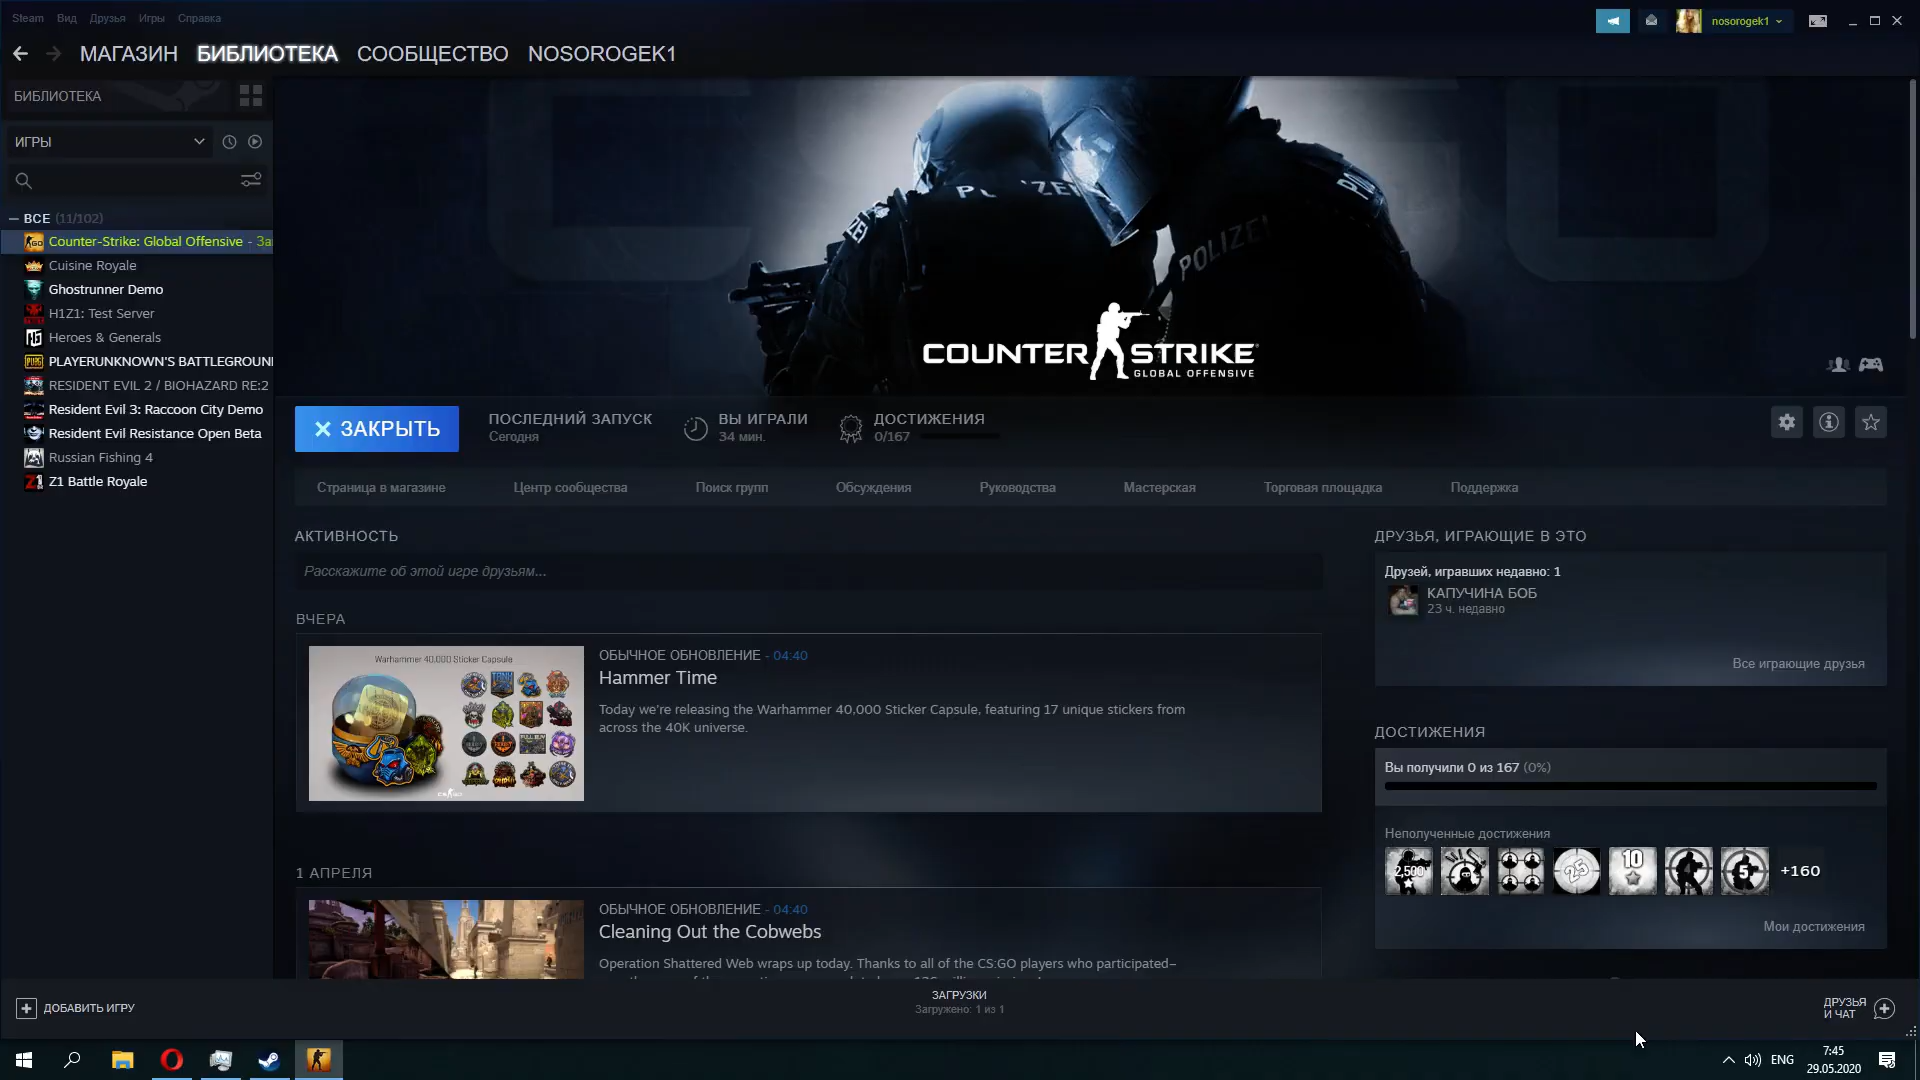 Steam Вид Друзья Игры Справка
nosorogek1
МАГАЗИН БИБЛИОТЕКА СООБЩЕСТВО NOSOROGEK1
БИБЛИОТЕКА
ИГРЫ
ВСЕ (11/102)
Counter-Strike: Global Offensive - За
Cuisine Royale
Ghostrunner Demo
H1Z1: Test Server
Heroes & Generals
PLAYERUNKNOWN'S BATTLEGROUN
RESIDENT EVIL 2 / BIOHAZARD RE:2
Resident Evil 3: Raccoon City Demo
Resident Evil Resistance Open Beta
Russian Fishing 4
Z1 Battle Royale
POLIZEI
COUNTER STRIKE
GLOBAL OFFENSIVE
ЗАКРЫТЬ
ПОСЛЕДНИЙ ЗАПУСК
Сегодня
ВЫ ИГРАЛИ
34 мин.
ДОСТИЖЕНИЯ
0/167
Страница в магазине Центр сообщества Поиск групп Обсуждения Руководства Мастерская Торговая площадка Поддержка
АКТИВНОСТЬ
Расскажите об этой игре друзьям...
ВЧЕРА
Warhammer 40,000 Sticker Capsule
ОБЫЧНОЕ ОБНОВЛЕНИЕ - 04:40
Hammer Time
Today we're releasing the Warhammer 40,000 Sticker Capsule, featuring 17 unique stickers from
across the 40K universe.
1 АПРЕЛЯ
ОБЫЧНОЕ ОБНОВЛЕНИЕ - 04:40
Cleaning Out the Cobwebs
Operation Shattered Web wraps up today. Thanks to all of the CS:GO players who participated–
ДРУЗЬЯ, ИГРАЮЩИЕ В ЭТО
Друзей, игравших недавно: 1
КАПУЧИНА БОБ
23 ч. недавно
Все играющие друзья
ДОСТИЖЕНИЯ
Вы получили 0 из 167 (0%)
Неполученные достижения
2,500 25 10 5 +160
Мои достижения
ДОБАВИТЬ ИГРУ
ЗАГРУЗКИ
Загружено: 1 из 1
ДРУЗЬЯ
И ЧАТ
ENG
7:45
29.05.2020